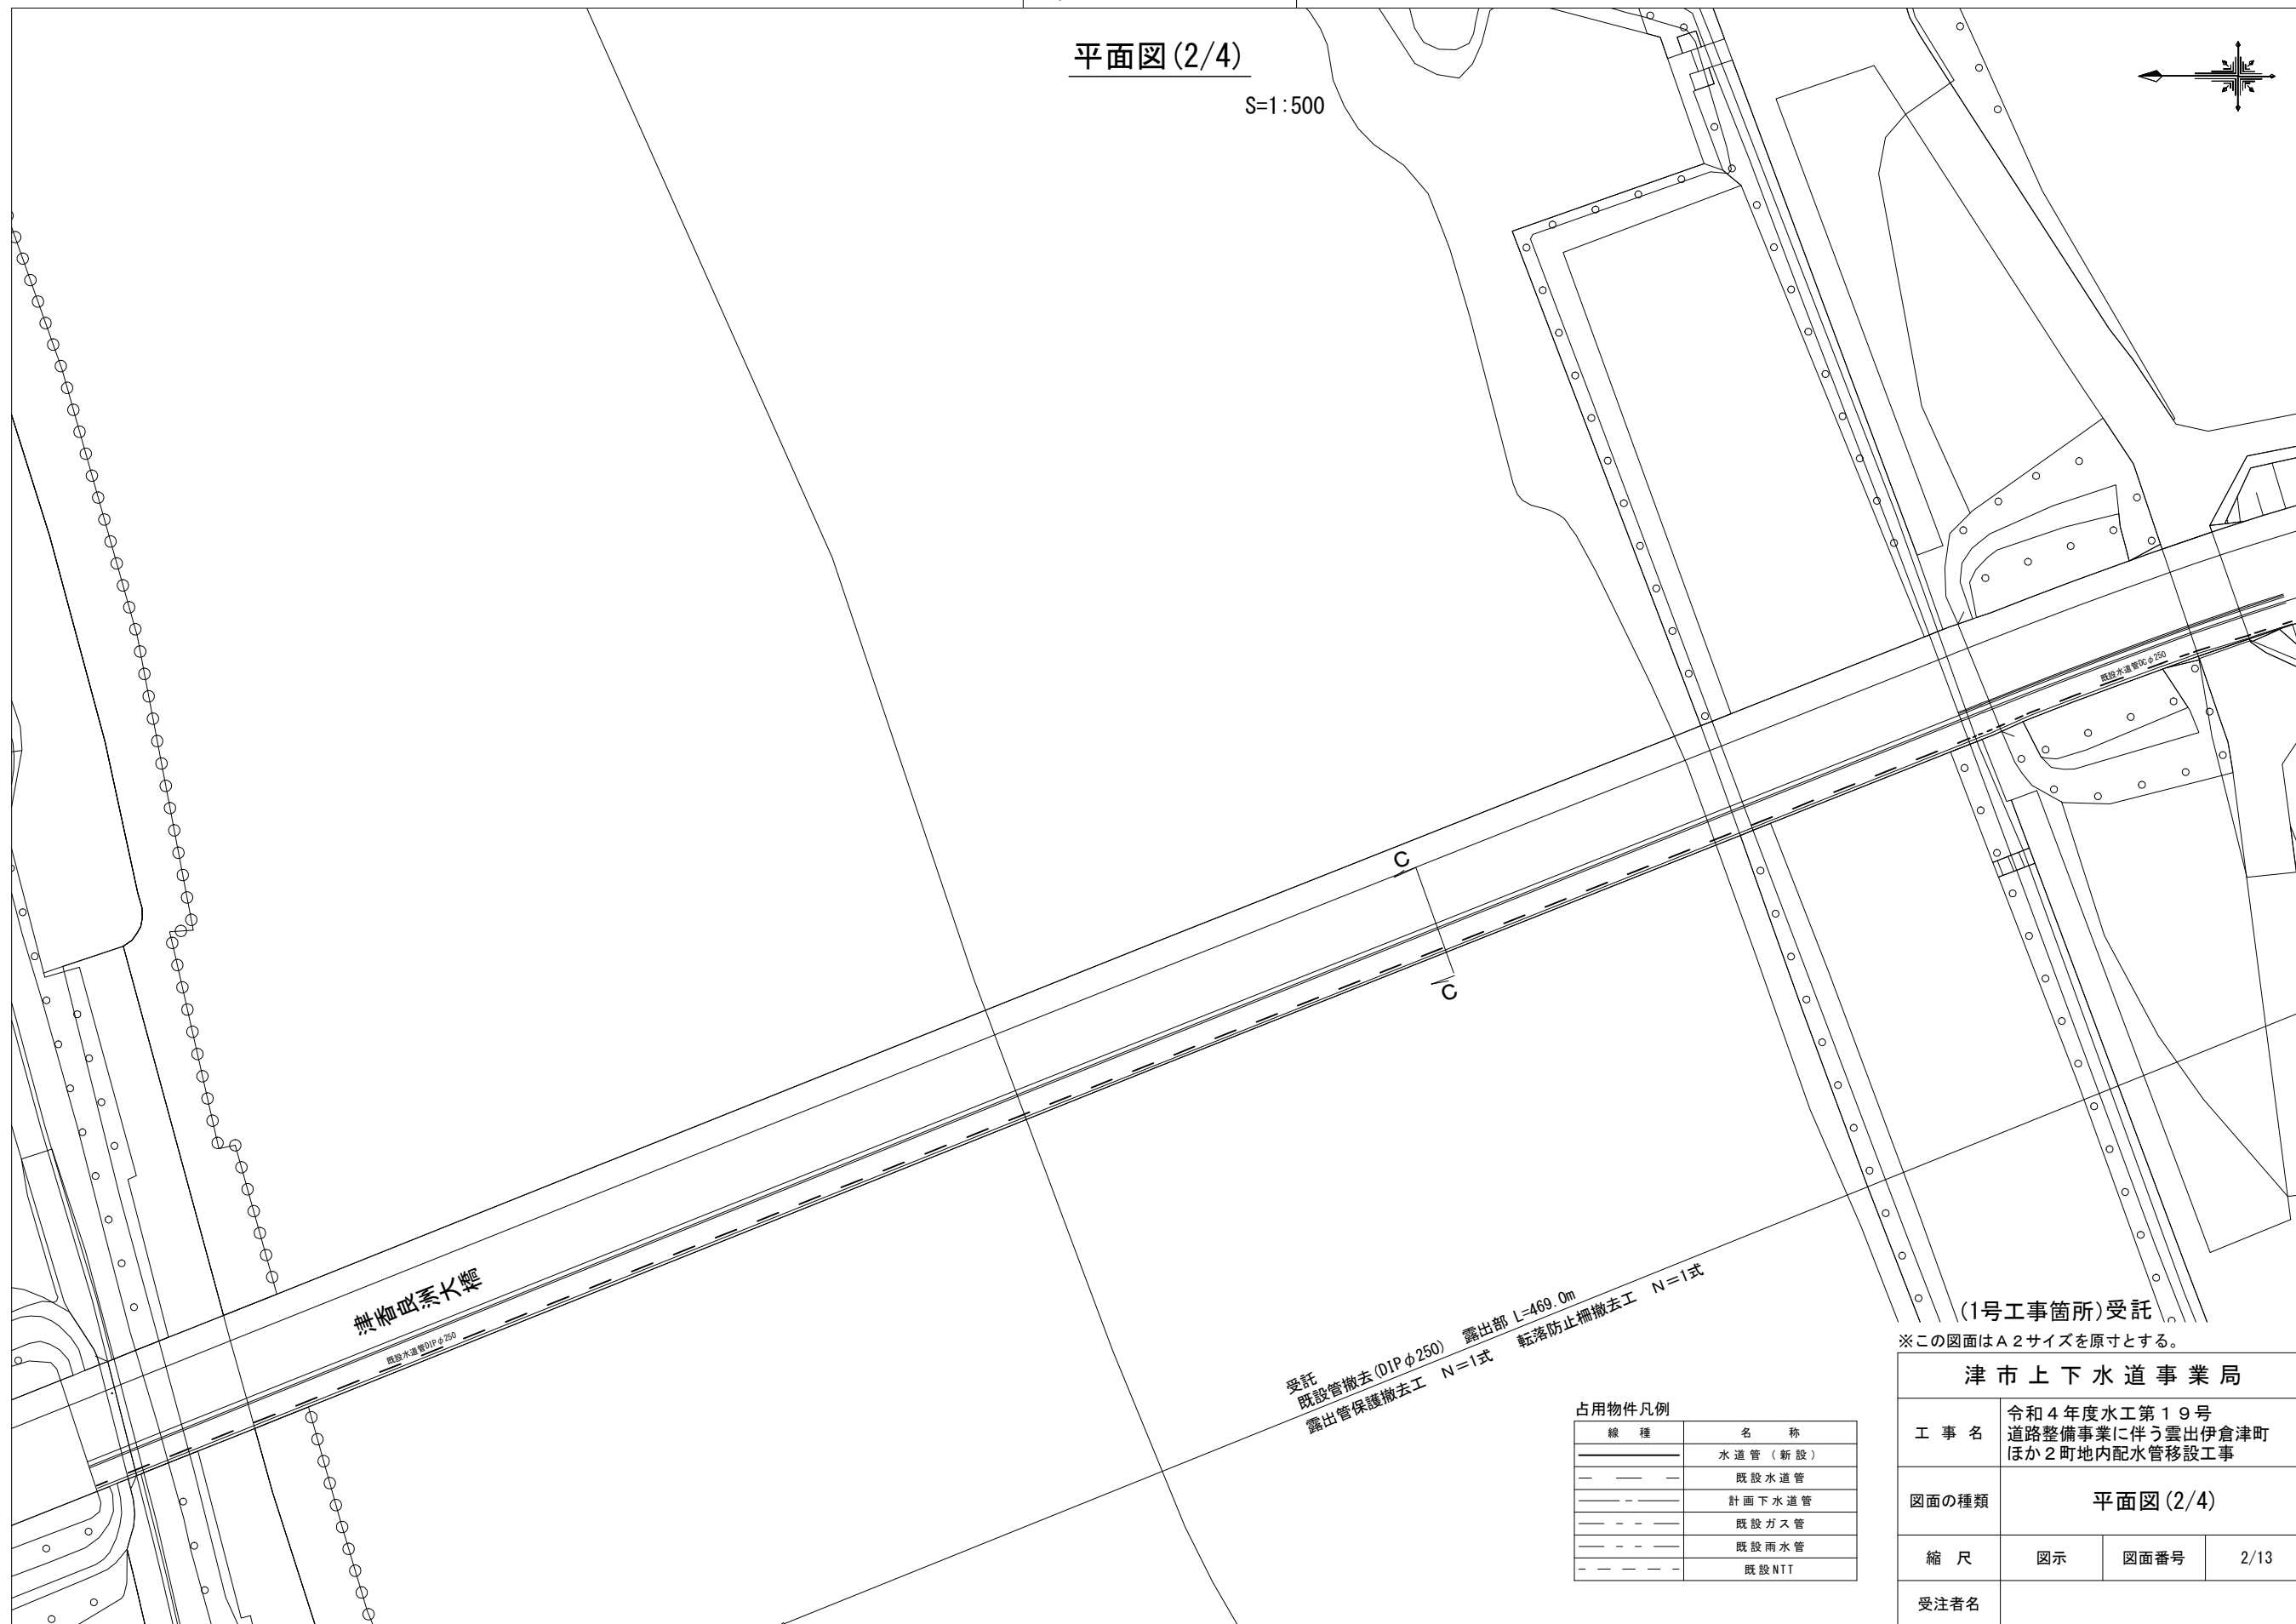 平面図(2/4)
S=1:500
既設水道管DCφ250
C
C
津香良洲大橋
既設水道管DIPφ250
受託
既設管撤去(DIPφ250) 露出部 L=469.0m
露出管保護撤去工 N=1式 転落防止柵撤去工 N=1式
(1号工事箇所)受託
※この図面はA2サイズを原寸とする。
占用物件凡例
線 種 名 称
水道管(新設)
既設水道管
計画下水道管
既設ガス管
既設雨水管
既設NTT
津市上下水道事業局
工事名 令和4年度水工第19号
道路整備事業に伴う雲出伊倉津町
ほか2町地内配水管移設工事
図面の種類 平面図(2/4)
縮尺 図示 図面番号 2/13
受注者名